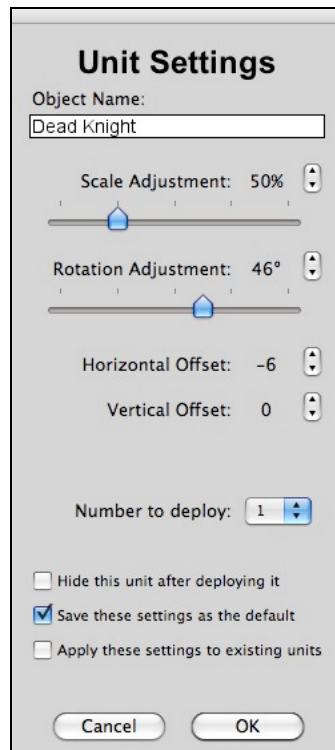 Unit Settings
Object Name:
Dead Knight
Scale Adjustment: 50%
Rotation Adjustment: 46°
Horizontal Offset: -6
Vertical Offset: 0
Number to deploy: 1
Hide this unit after deploying it
Save these settings as the default
Apply these settings to existing units
Cancel OK